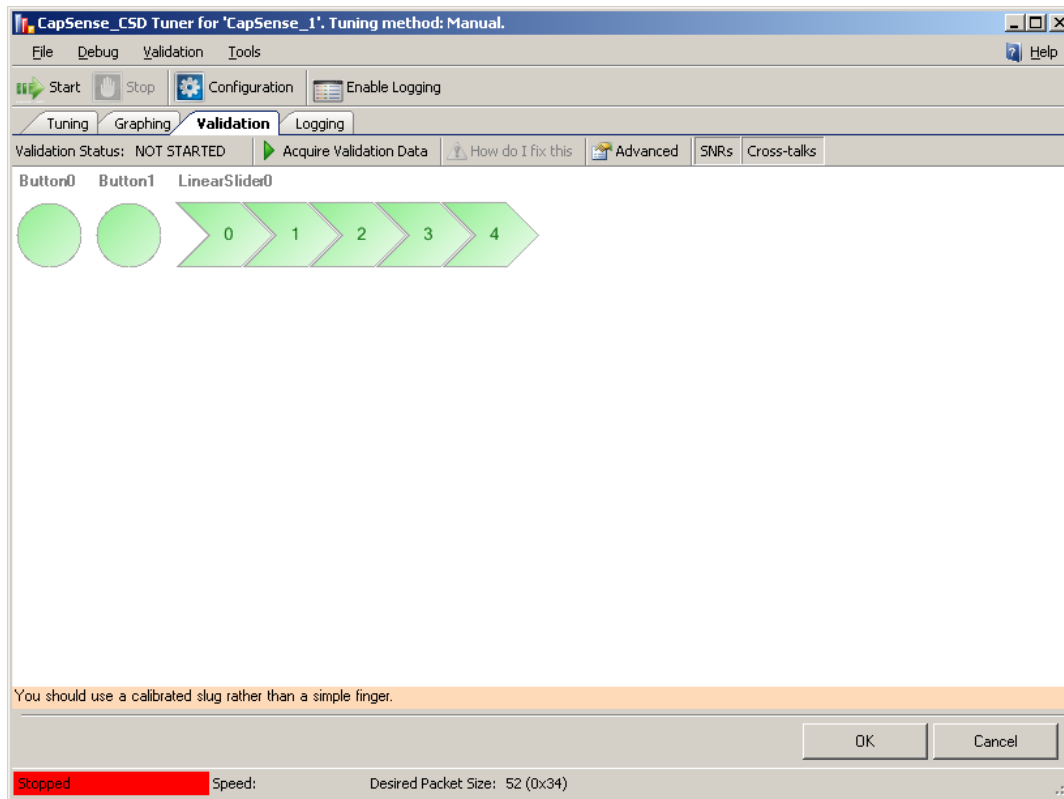 CapSense_CSD Tuner for 'CapSense_1'. Tuning method: Manual.
File Debug Validation Tools Help
Start Stop Configuration Enable Logging
Tuning Graphing Validation Logging
Validation Status: NOT STARTED Acquire Validation Data How do I fix this Advanced SNRs Cross-talks
Button0 Button1 LinearSlider0
0 1 2 3 4
You should use a calibrated slug rather than a simple finger.
OK Cancel
Stopped Speed: Desired Packet Size: 52 (0x34)